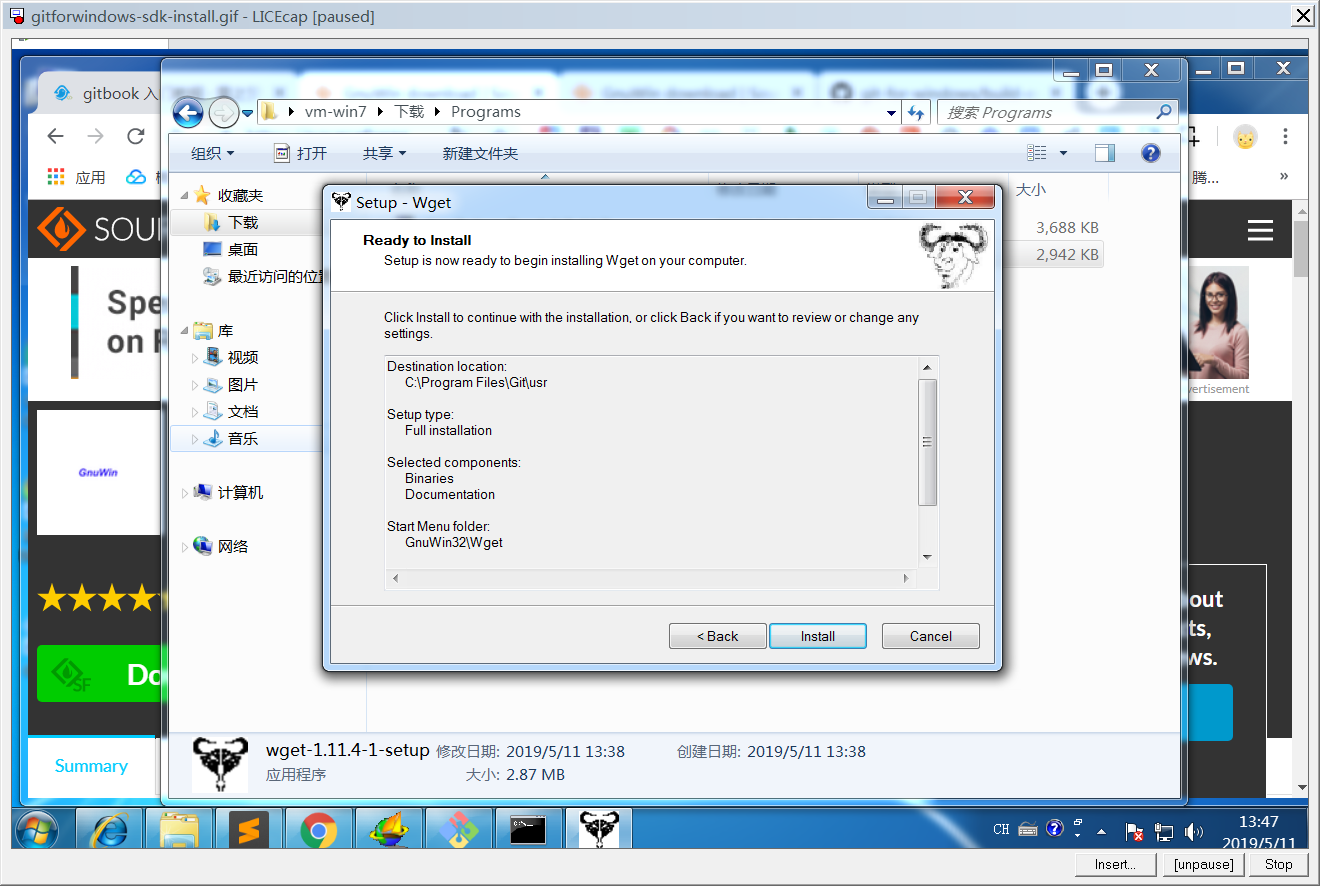 gitforwindows-sdk-install.gif - LICEcap [paused]
gitbook 入
vm-win7 下载 Programs
搜索 Programs
组织 打开 共享 新建文件夹
应用
腾...
»
收藏夹
大小
下载
桌面
最近访问的位置
3,688 KB
2,942 KB
SOU
Spe
on F
库
视频
图片
文档
音乐
计算机
网络
GnuWin
Setup - Wget
Ready to Install
Setup is now ready to begin installing Wget on your computer.
Click Install to continue with the installation, or click Back if you want to review or change any
settings.
Destination location:
C:\Program Files\Git\usr
Setup type:
Full installation
Selected components:
Binaries
Documentation
Start Menu folder:
GnuWin32\Wget
< Back Install Cancel
vertisement
out
ts,
ws.
SF
Do
Summary
wget-1.11.4-1-setup 修改日期: 2019/5/11 13:38 创建日期: 2019/5/11 13:38
应用程序 大小: 2.87 MB
CH
13:47
2019/5/11
Insert... [unpause] Stop